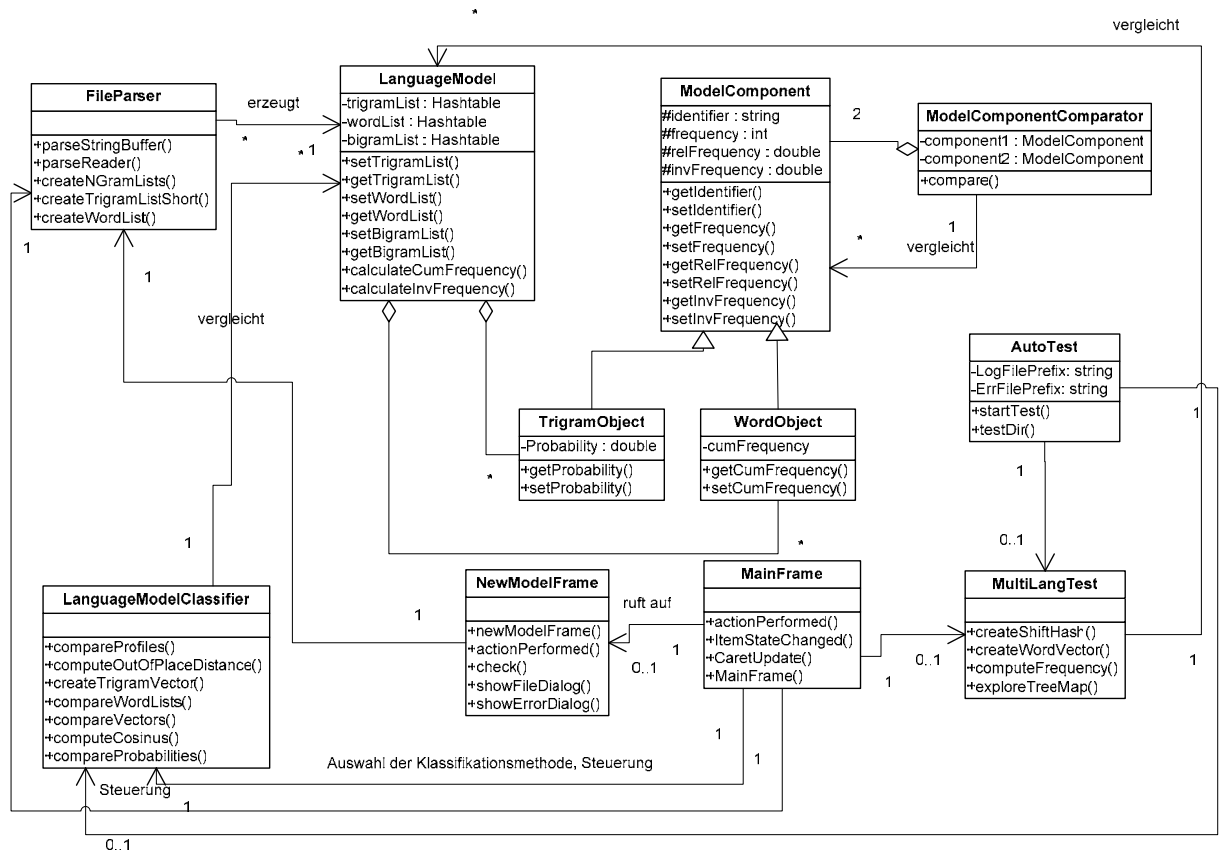 *
vergleicht
FileParser
+parseStringBuffer()
+parseReader()
+createNGramLists()
+createTrigramListShort()
+createWordList()
erzeugt
*
* 1
LanguageModel
-trigramList : Hashtable
-wordList : Hashtable
-bigramList : Hashtable
+setTrigramList()
+getTrigramList()
+setWordList()
+getWordList()
+setBigramList()
+getBigramList()
+calculateCumFrequency()
+calculateInvFrequency()
ModelComponent
#identifier : string
#frequency : int
#relFrequency : double
#invFrequency : double
+getIdentifier()
+setIdentifier()
+getFrequency()
+setFrequency()
+getRelFrequency()
+setRelFrequency()
+getInvFrequency()
+setInvFrequency()
2
ModelComponentComparator
-component1 : ModelComponent
-component2 : ModelComponent
+compare()
1
*
vergleicht
1
1
vergleicht
AutoTest
-LogFilePrefix: string
-ErrFilePrefix: string
+startTest()
+testDir()
1
TrigramObject
-Probability : double
+getProbability()
+setProbability()
*
WordObject
-cumFrequency
+getCumFrequency()
+setCumFrequency()
*
1
0..1
1
LanguageModelClassifier
+compareProfiles()
+computeOutOfPlaceDistance()
+createTrigramVector()
+compareWordLists()
+compareVectors()
+computeCosinus()
+compareProbabilities()
1
NewModelFrame
+newModelFrame()
+actionPerformed()
+check()
+showFileDialog()
+showErrorDialog()
ruft auf
0..1
1
MainFrame
+actionPerformed()
+ItemStateChanged()
+CaretUpdate()
+MainFrame()
0..1
1
MultiLangTest
+createShiftHash()
+createWordVector()
+computeFrequency()
+exploreTreeMap()
1
1
1
Auswahl der Klassifikationsmethode, Steuerung
Steuerung
1
0..1